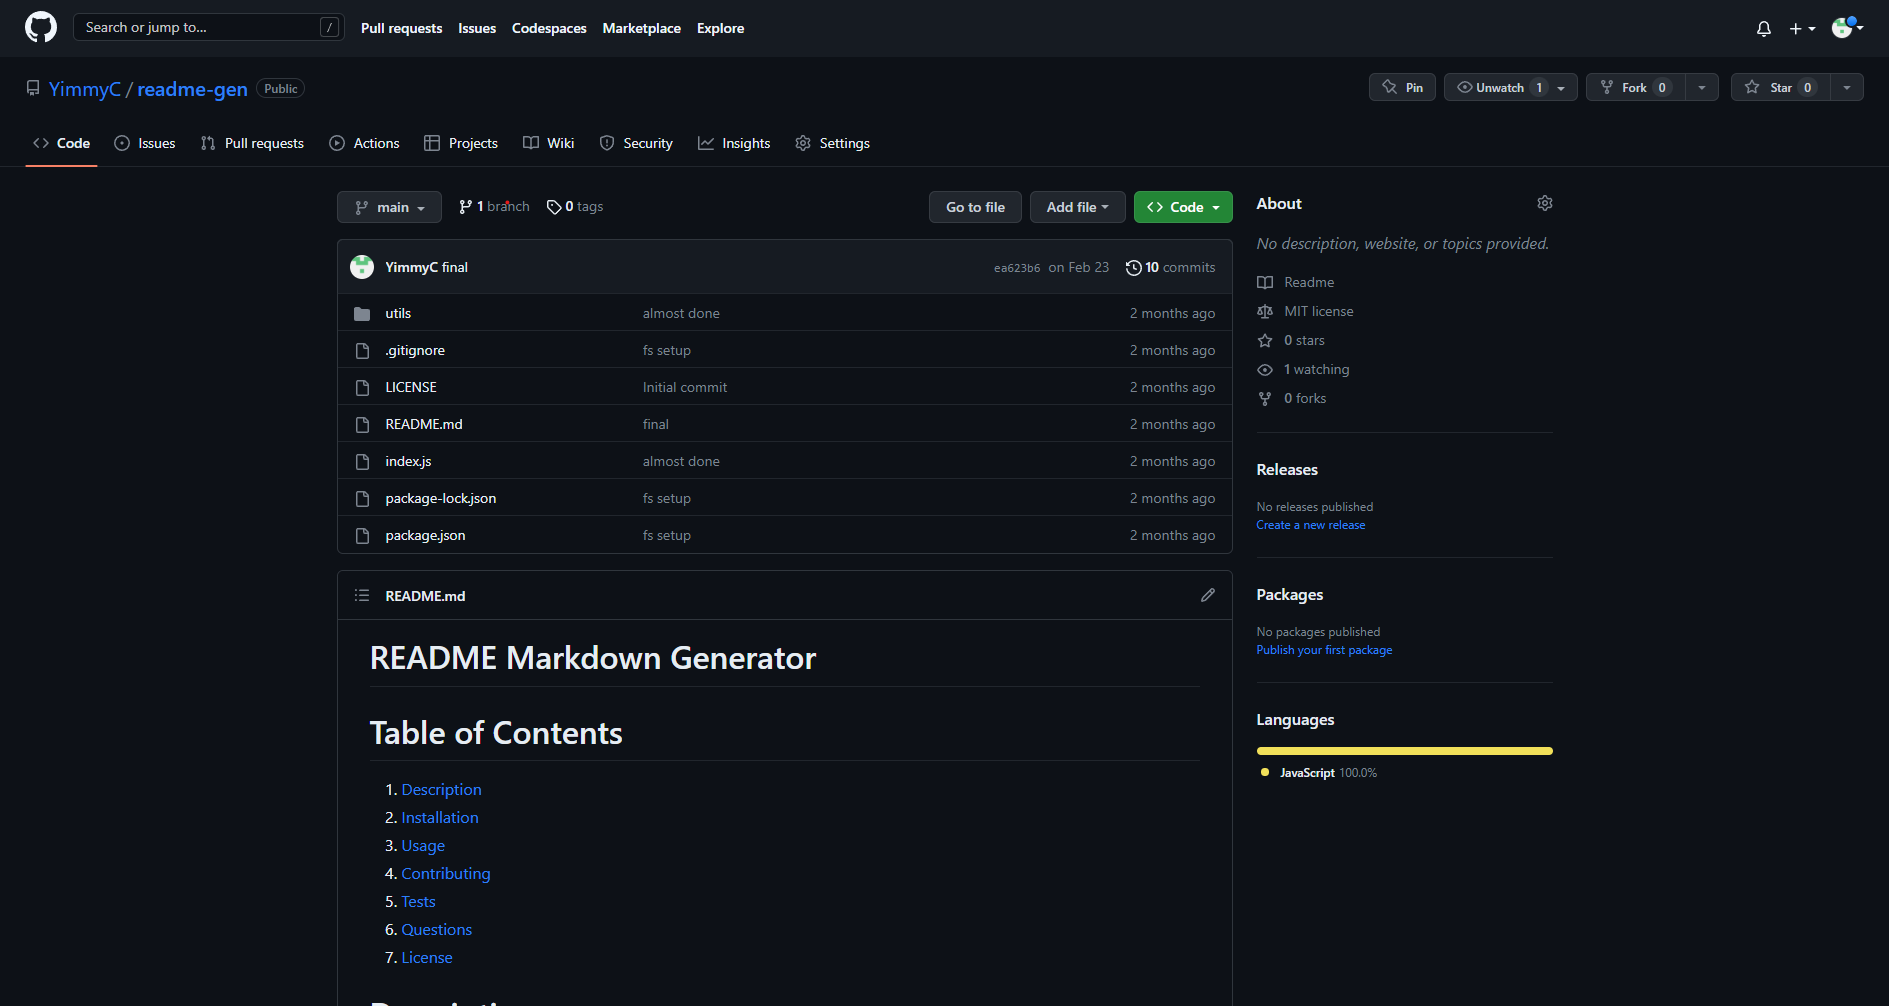 Search or jump to... /
Pull requests Issues Codespaces Marketplace Explore
YimmyC / readme-gen Public
Pin Unwatch 1 Fork 0 Star 0
Code Issues Pull requests Actions Projects Wiki Security Insights Settings
main 1 branch 0 tags Go to file Add file Code
YimmyC final ea623b6 on Feb 23 10 commits
utils almost done 2 months ago
.gitignore fs setup 2 months ago
LICENSE Initial commit 2 months ago
README.md final 2 months ago
index.js almost done 2 months ago
package-lock.json fs setup 2 months ago
package.json fs setup 2 months ago
README.md
README Markdown Generator
Table of Contents
1. Description
2. Installation
3. Usage
4. Contributing
5. Tests
6. Questions
7. License
About
No description, website, or topics provided.
Readme
MIT license
0 stars
1 watching
0 forks
Releases
No releases published
Create a new release
Packages
No packages published
Publish your first package
Languages
JavaScript 100.0%